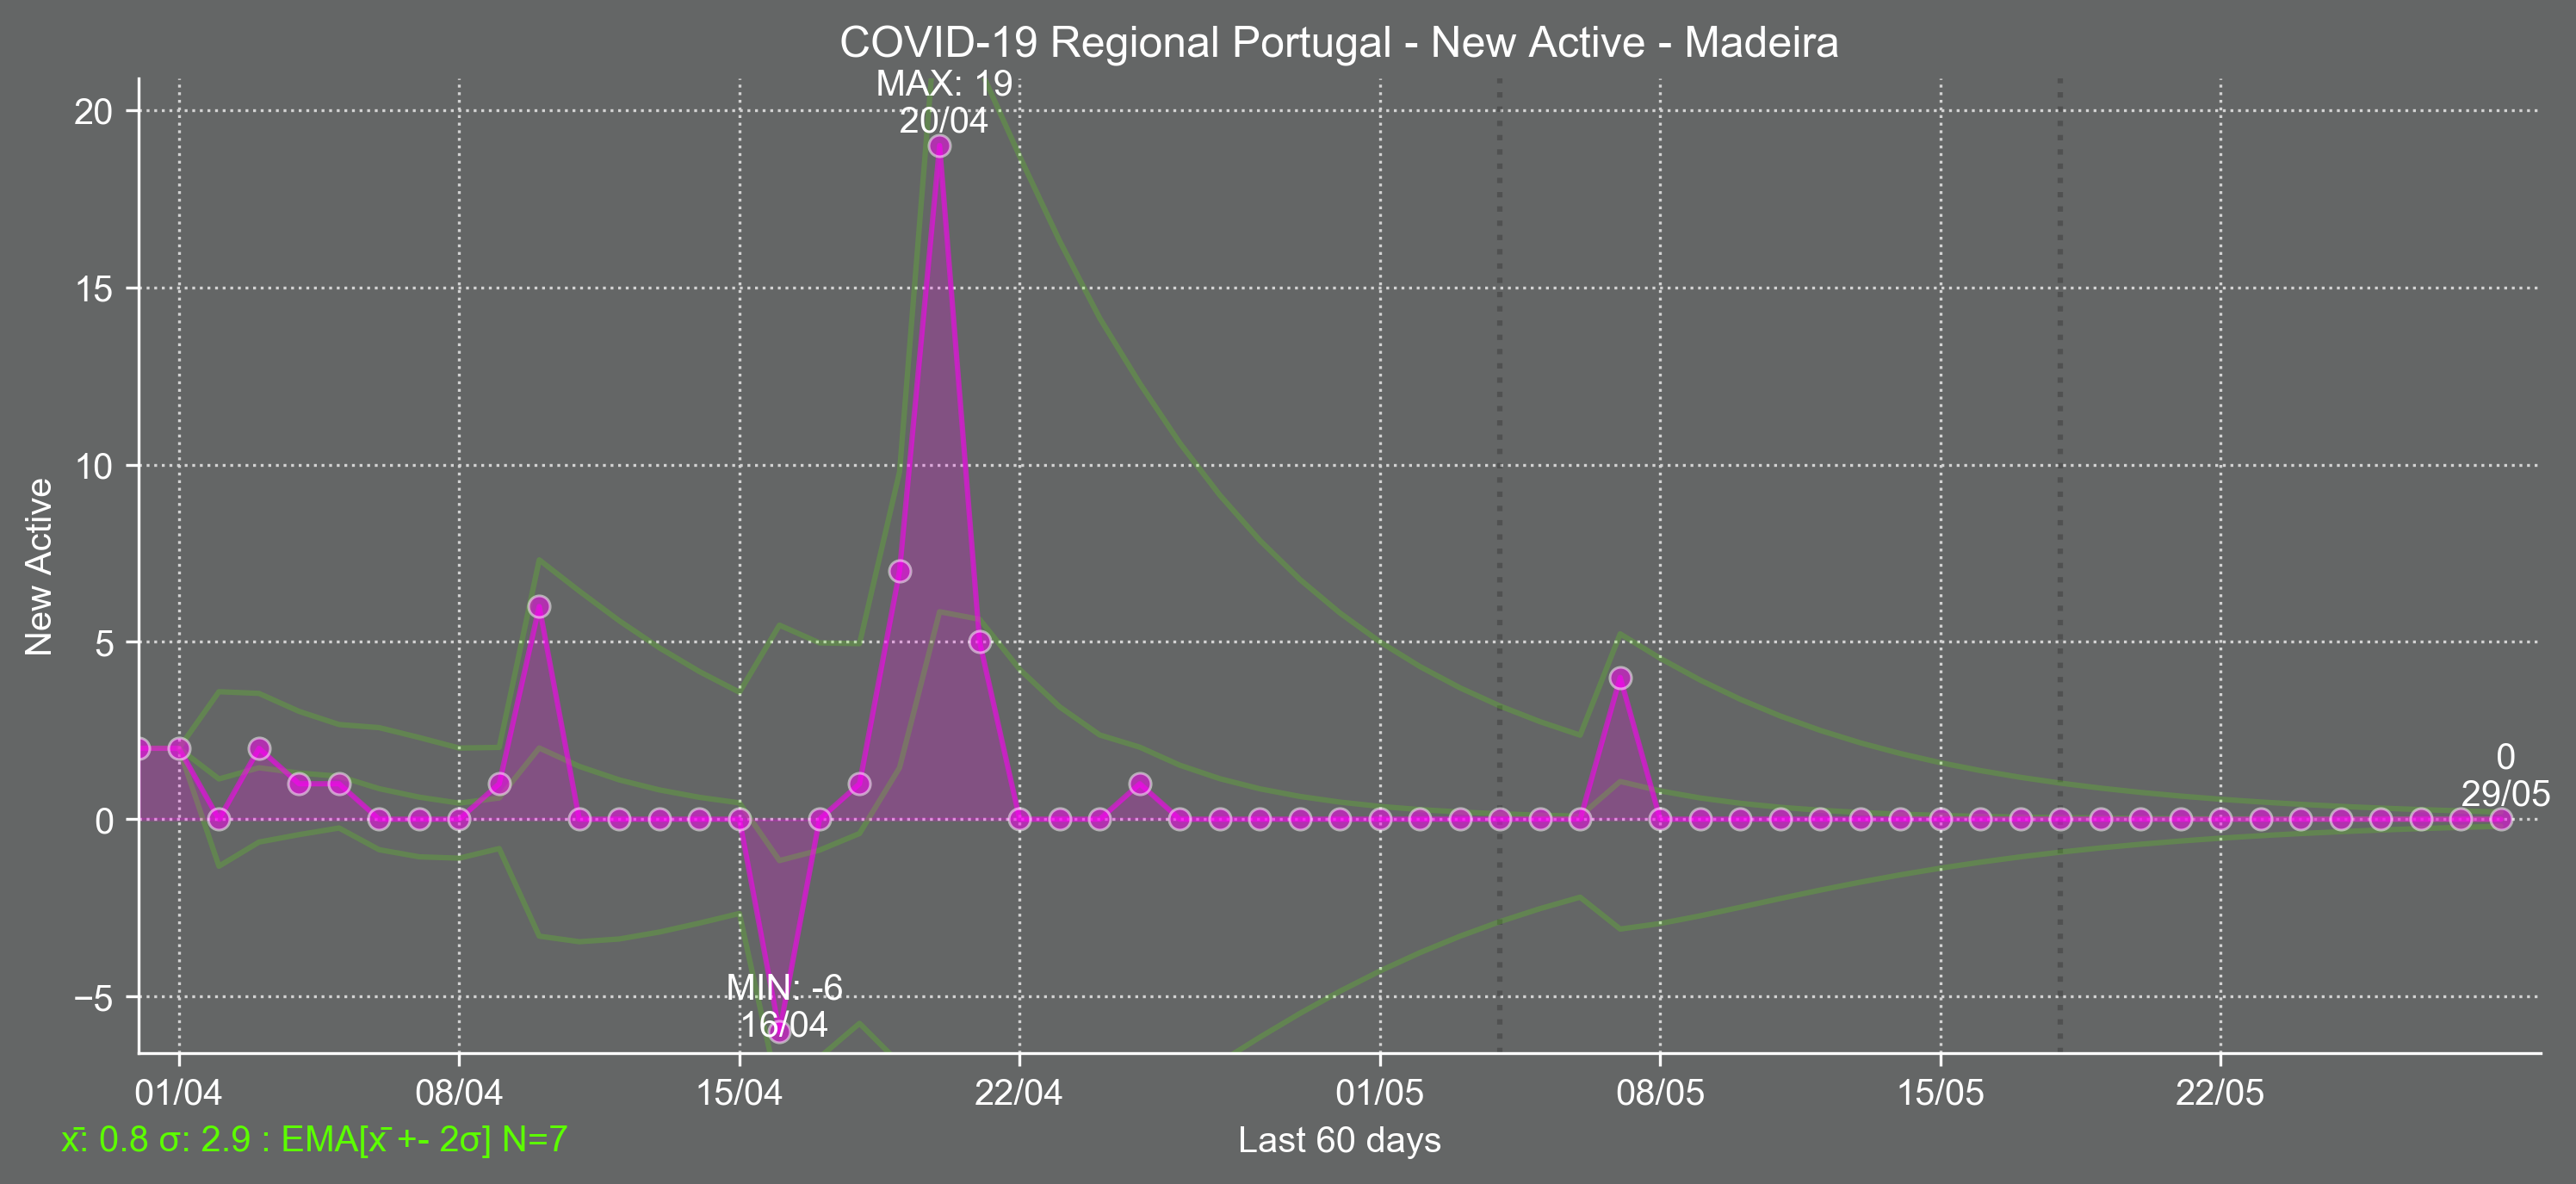 COVID-19 Regional Portugal - New Active - Madeira
MAX: 19
20/04
20
15
10
5
0
−5
New Active
MIN: -6
16/04
0
29/05
01/04 08/04 15/04 22/04 01/05 08/05 15/05 22/05
x̄: 0.8 σ: 2.9 : EMA[x̄ +- 2σ] N=7
Last 60 days